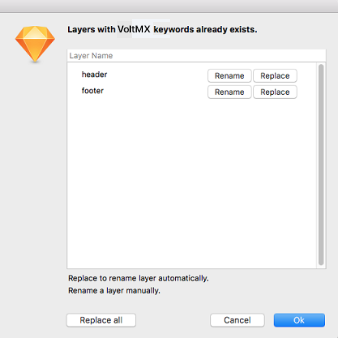 Layers with VoltMX keywords already exists.
Layer Name
header Rename Replace
footer Rename Replace
Replace to rename layer automatically.
Rename a layer manually.
Replace all Cancel Ok